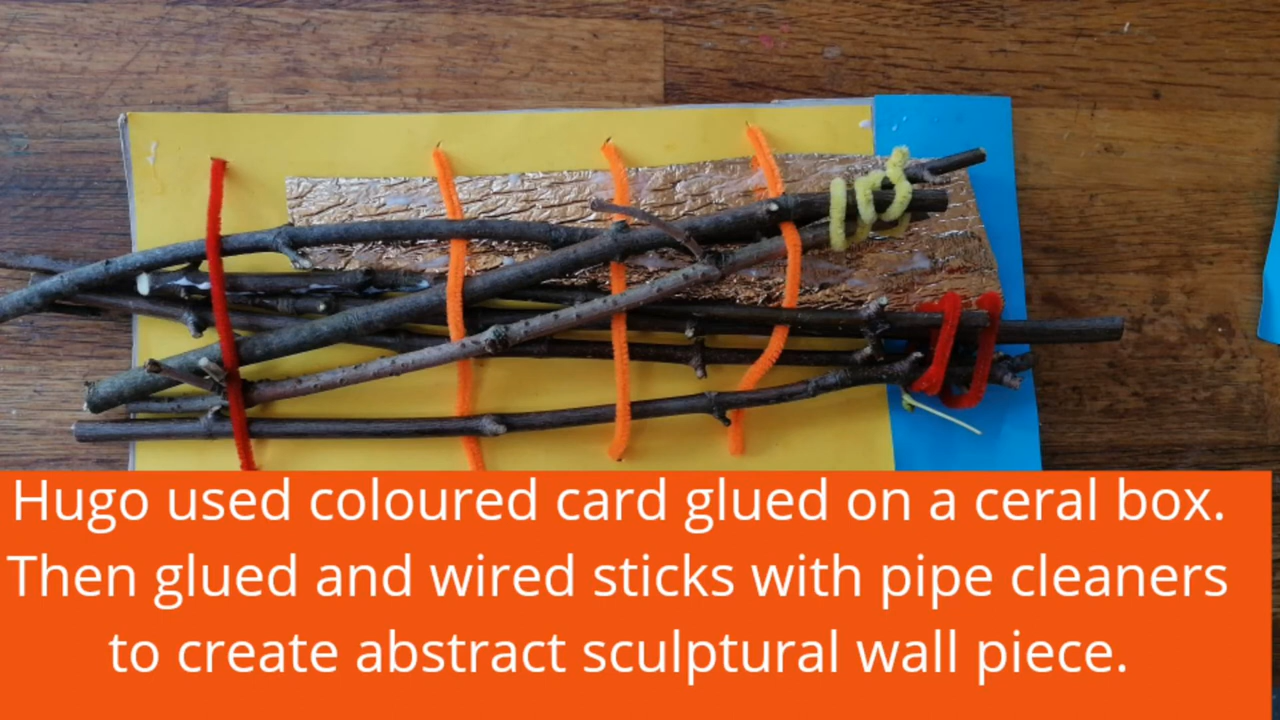 Hugo used coloured card glued on a ceral box.
Then glued and wired sticks with pipe cleaners
to create abstract sculptural wall piece.